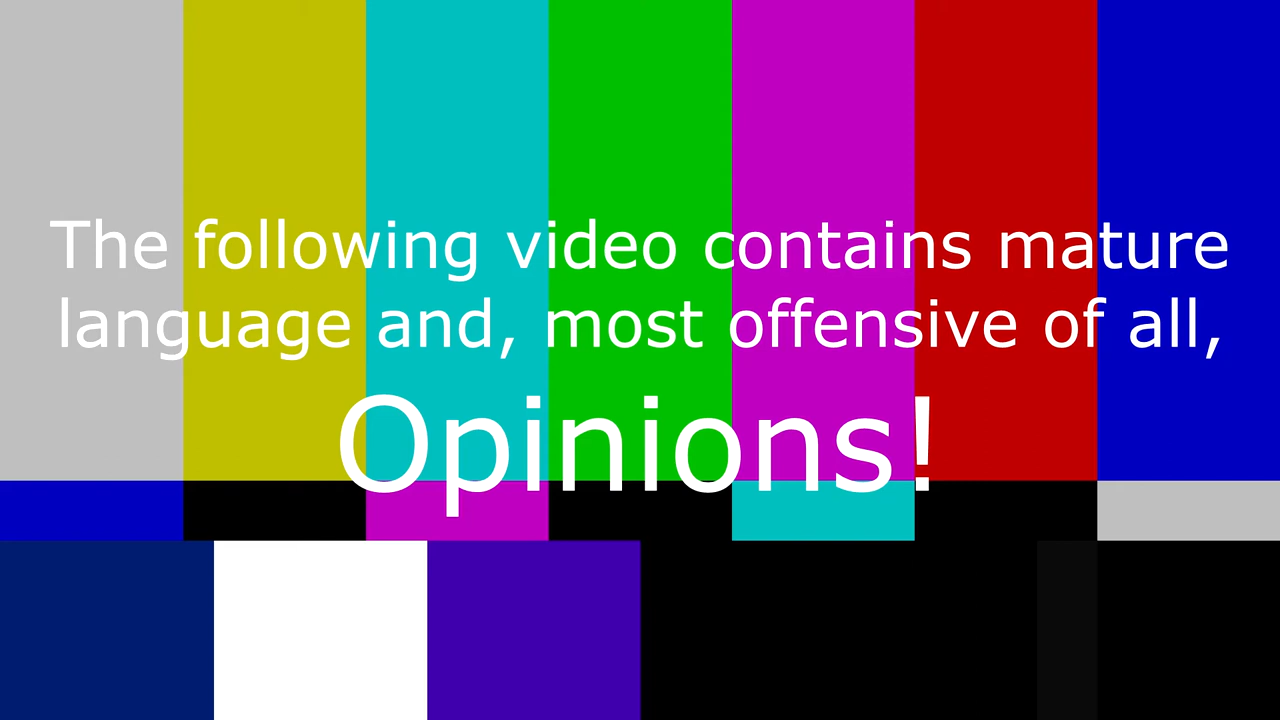 The following video contains mature
language and, most offensive of all,
Opinions!